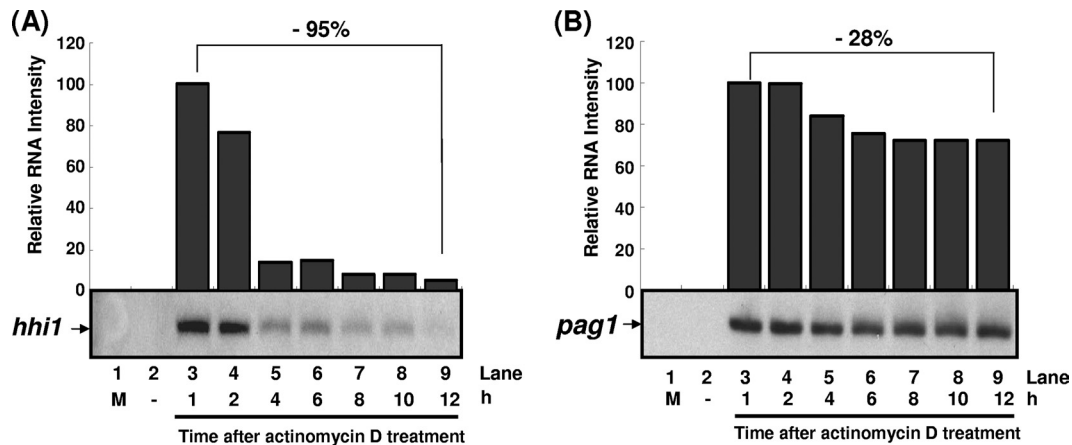 (A)
- 95%
Relative RNA Intensity
120
100
80
60
40
20
0
hhi1
1 2 3 4 5 6 7 8 9 Lane
M - 1 2 4 6 8 10 12 h
Time after actinomycin D treatment
(B)
- 28%
Relative RNA Intensity
120
100
80
60
40
20
0
pag1
1 2 3 4 5 6 7 8 9 Lane
M - 1 2 4 6 8 10 12 h
Time after actinomycin D treatment